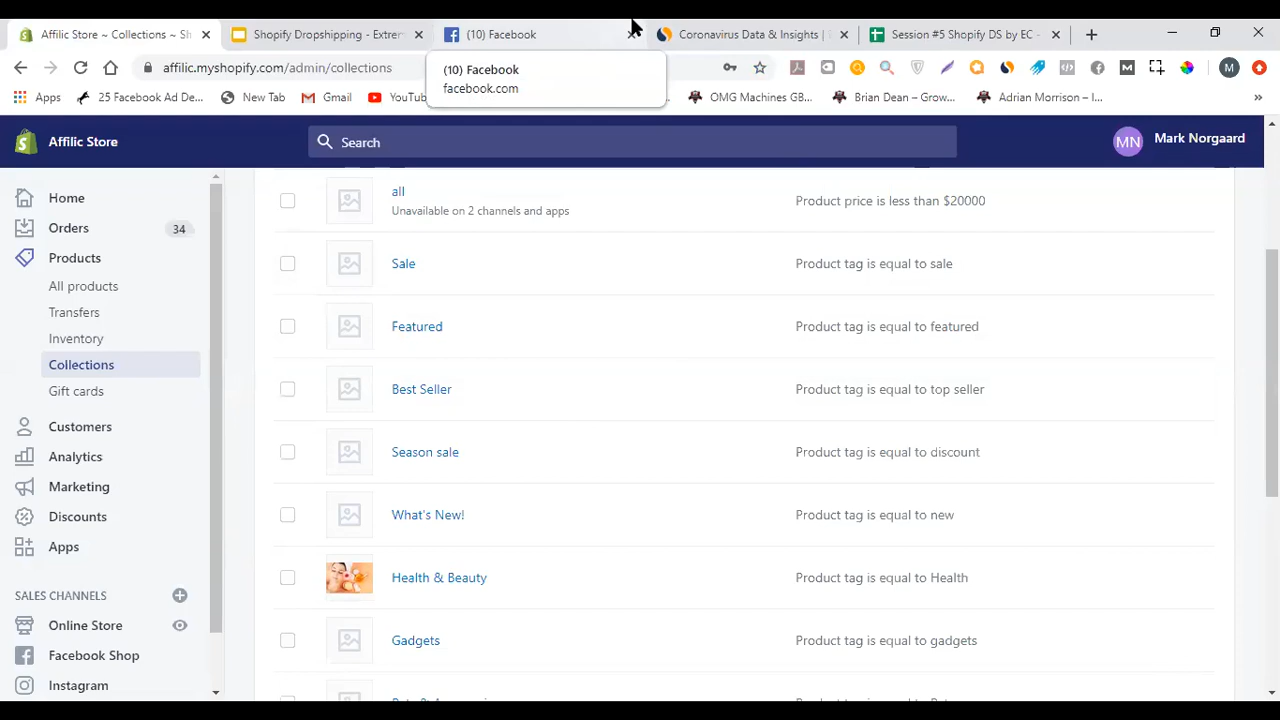 Affilic Store ~ Collections ~ Sh
Shopify Dropshipping - Extrem
(10) Facebook
Coronavirus Data & Insights |
Session #5 Shopify DS by EC -
affilic.myshopify.com/admin/collections
(10) Facebook
facebook.com
M
Apps
25 Facebook Ad De...
New Tab
Gmail
YouTub
OMG Machines GB...
Brian Dean – Grow...
Adrian Morrison – I...
»
Affilic Store
Search
MN
Mark Norgaard
Home
Orders
34
Products
All products
Transfers
Inventory
Collections
Gift cards
Customers
Analytics
Marketing
Discounts
Apps
SALES CHANNELS
Online Store
Facebook Shop
Instagram
all
Unavailable on 2 channels and apps
Product price is less than $20000
Sale
Product tag is equal to sale
Featured
Product tag is equal to featured
Best Seller
Product tag is equal to top seller
Season sale
Product tag is equal to discount
What's New!
Product tag is equal to new
Health & Beauty
Product tag is equal to Health
Gadgets
Product tag is equal to gadgets